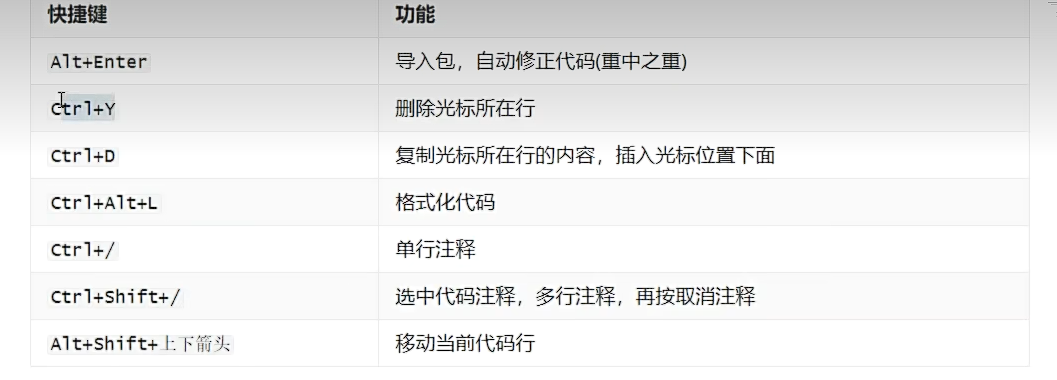 快捷键 功能
Alt+Enter 导入包，自动修正代码(重中之重)
Ctrl+Y 删除光标所在行
Ctrl+D 复制光标所在行的内容，插入光标位置下面
Ctrl+Alt+L 格式化代码
Ctrl+/ 单行注释
Ctrl+Shift+/ 选中代码注释，多行注释，再按取消注释
Alt+Shift+上下箭头 移动当前代码行